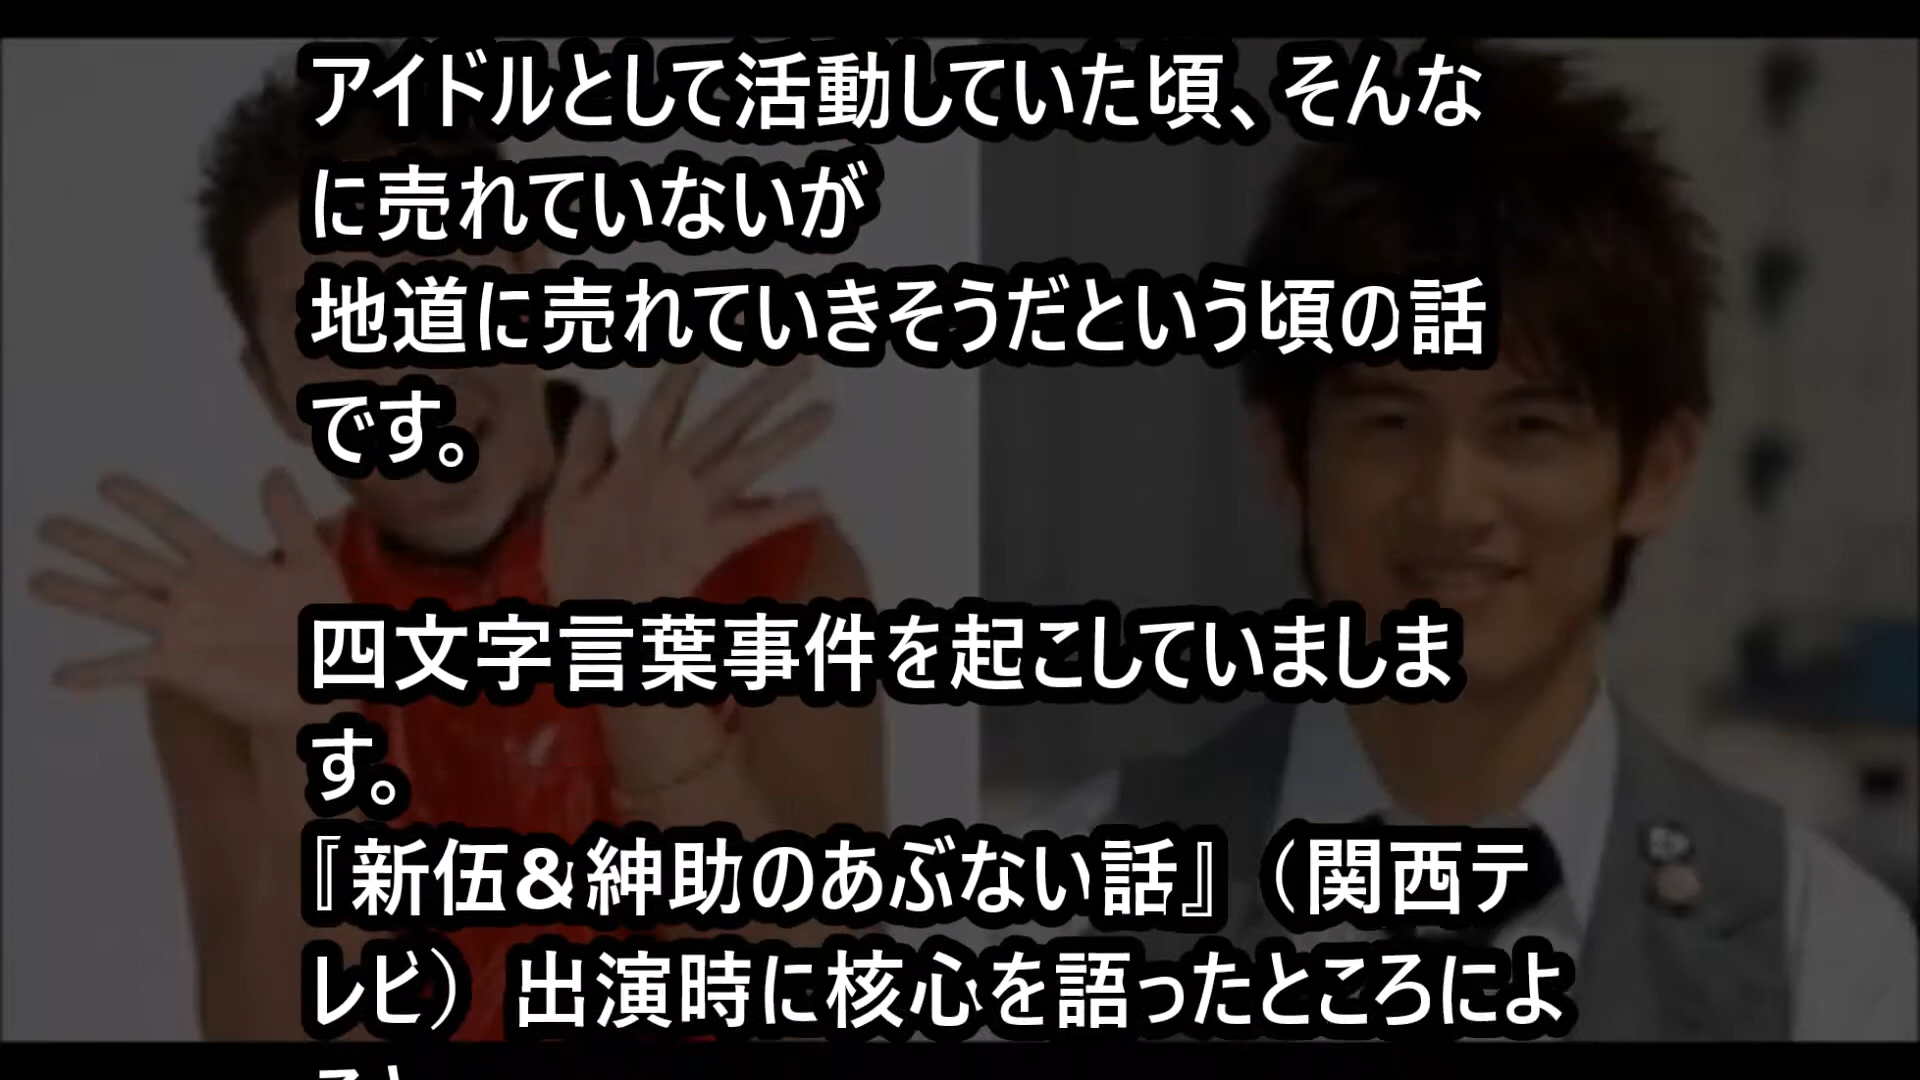 アイドルとして活動していた頃、そんな
に売れていないが
地道に売れていきそうだという頃の話
です。
四文字言葉事件を起こしていましま
す。
『新伍＆紳助のあぶない話』（関西テ
レビ）出演時に核心を語ったところによ
ると